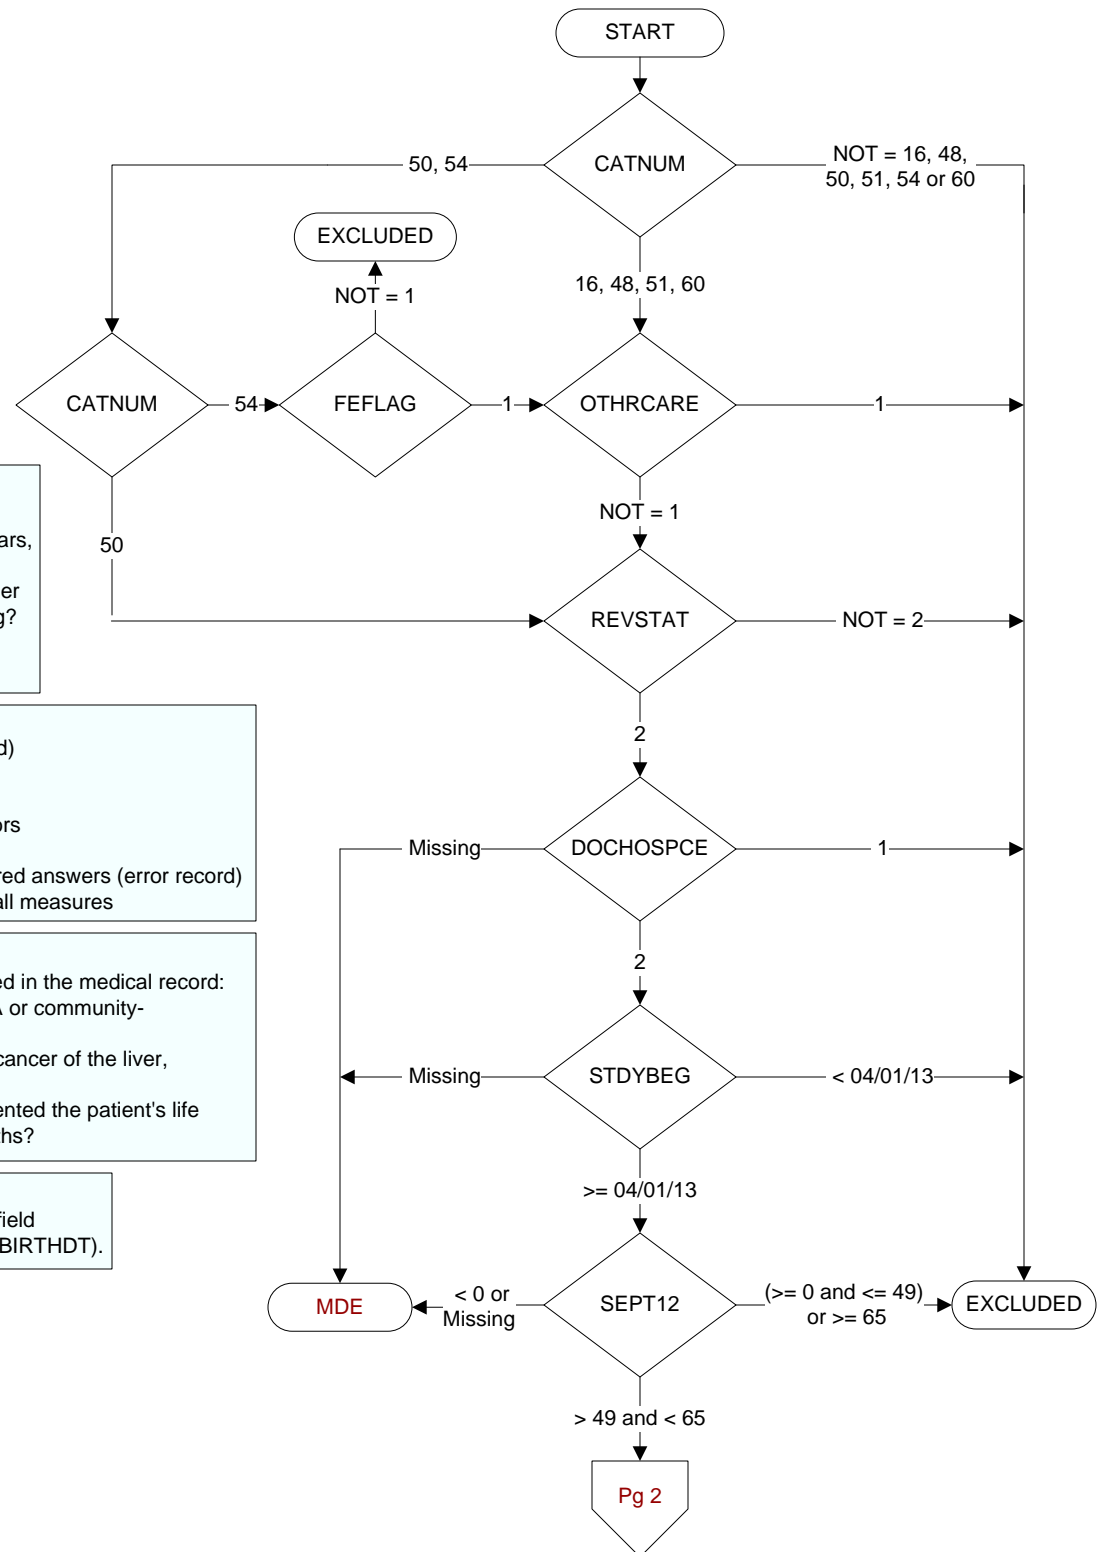 START
CATNUM
50, 54
NOT = 16, 48,
50, 51, 54 or 60
EXCLUDED
NOT = 1
16, 48, 51, 60
CATNUM
54
FEFLAG
1
OTHRCARE
1
NOT = 1
50
REVSTAT
NOT = 2
2
Missing
DOCHOSPCE
1
2
Missing
STDYBEG
< 04/01/13
>= 04/01/13
MDE
< 0 or
Missing
SEPT12
(>= 0 and <= 49)
or >= 65
EXCLUDED
> 49 and < 65
Pg 2
ars,
er
g?
d)
ors
red answers (error record)
all measures
ed in the medical record:
A or community-
cancer of the liver,
ented the patient's life
ths?
field
BIRTHDT).